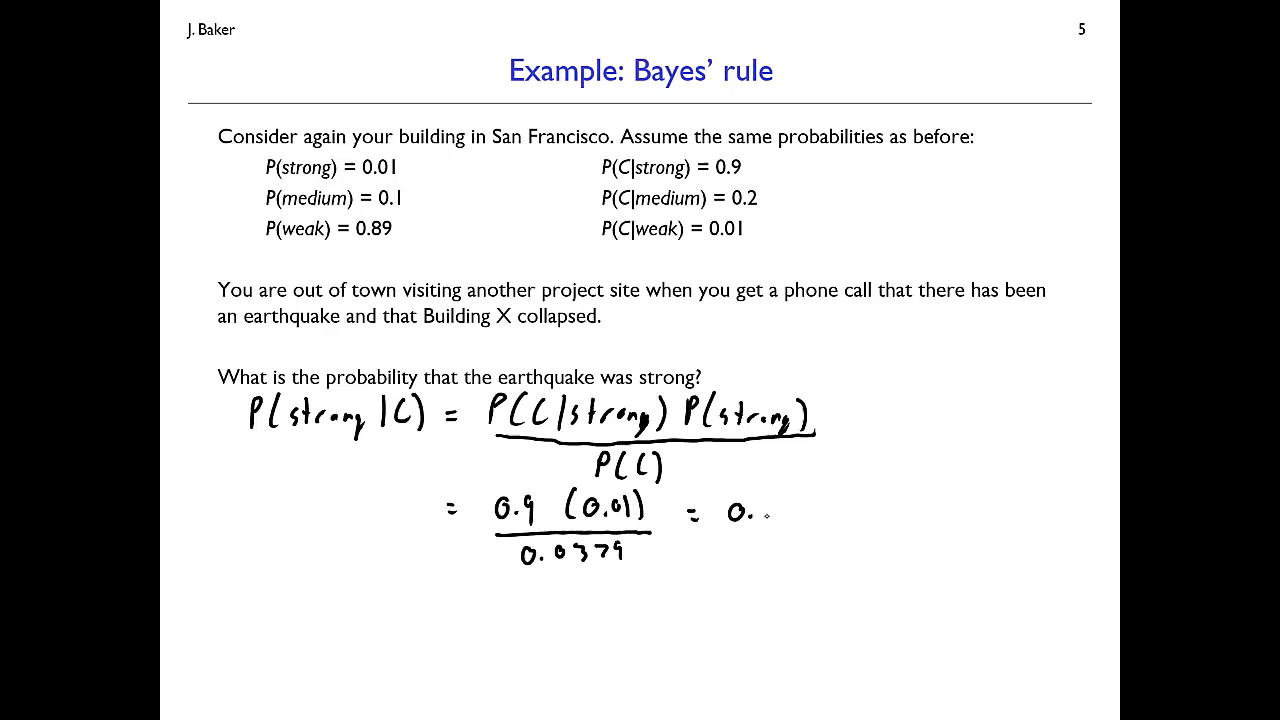 J. Baker 5
Example: Bayes’ rule
Consider again your building in San Francisco. Assume the same probabilities as before:
P(strong) = 0.01 P(C|strong) = 0.9
P(medium) = 0.1 P(C|medium) = 0.2
P(weak) = 0.89 P(C|weak) = 0.01
You are out of town visiting another project site when you get a phone call that there has been
an earthquake and that Building X collapsed.
What is the probability that the earthquake was strong?
P(strong|C) = P(C|strong) P(strong)
P(C)
= 0.9 (0.01) = 0.
0.0379